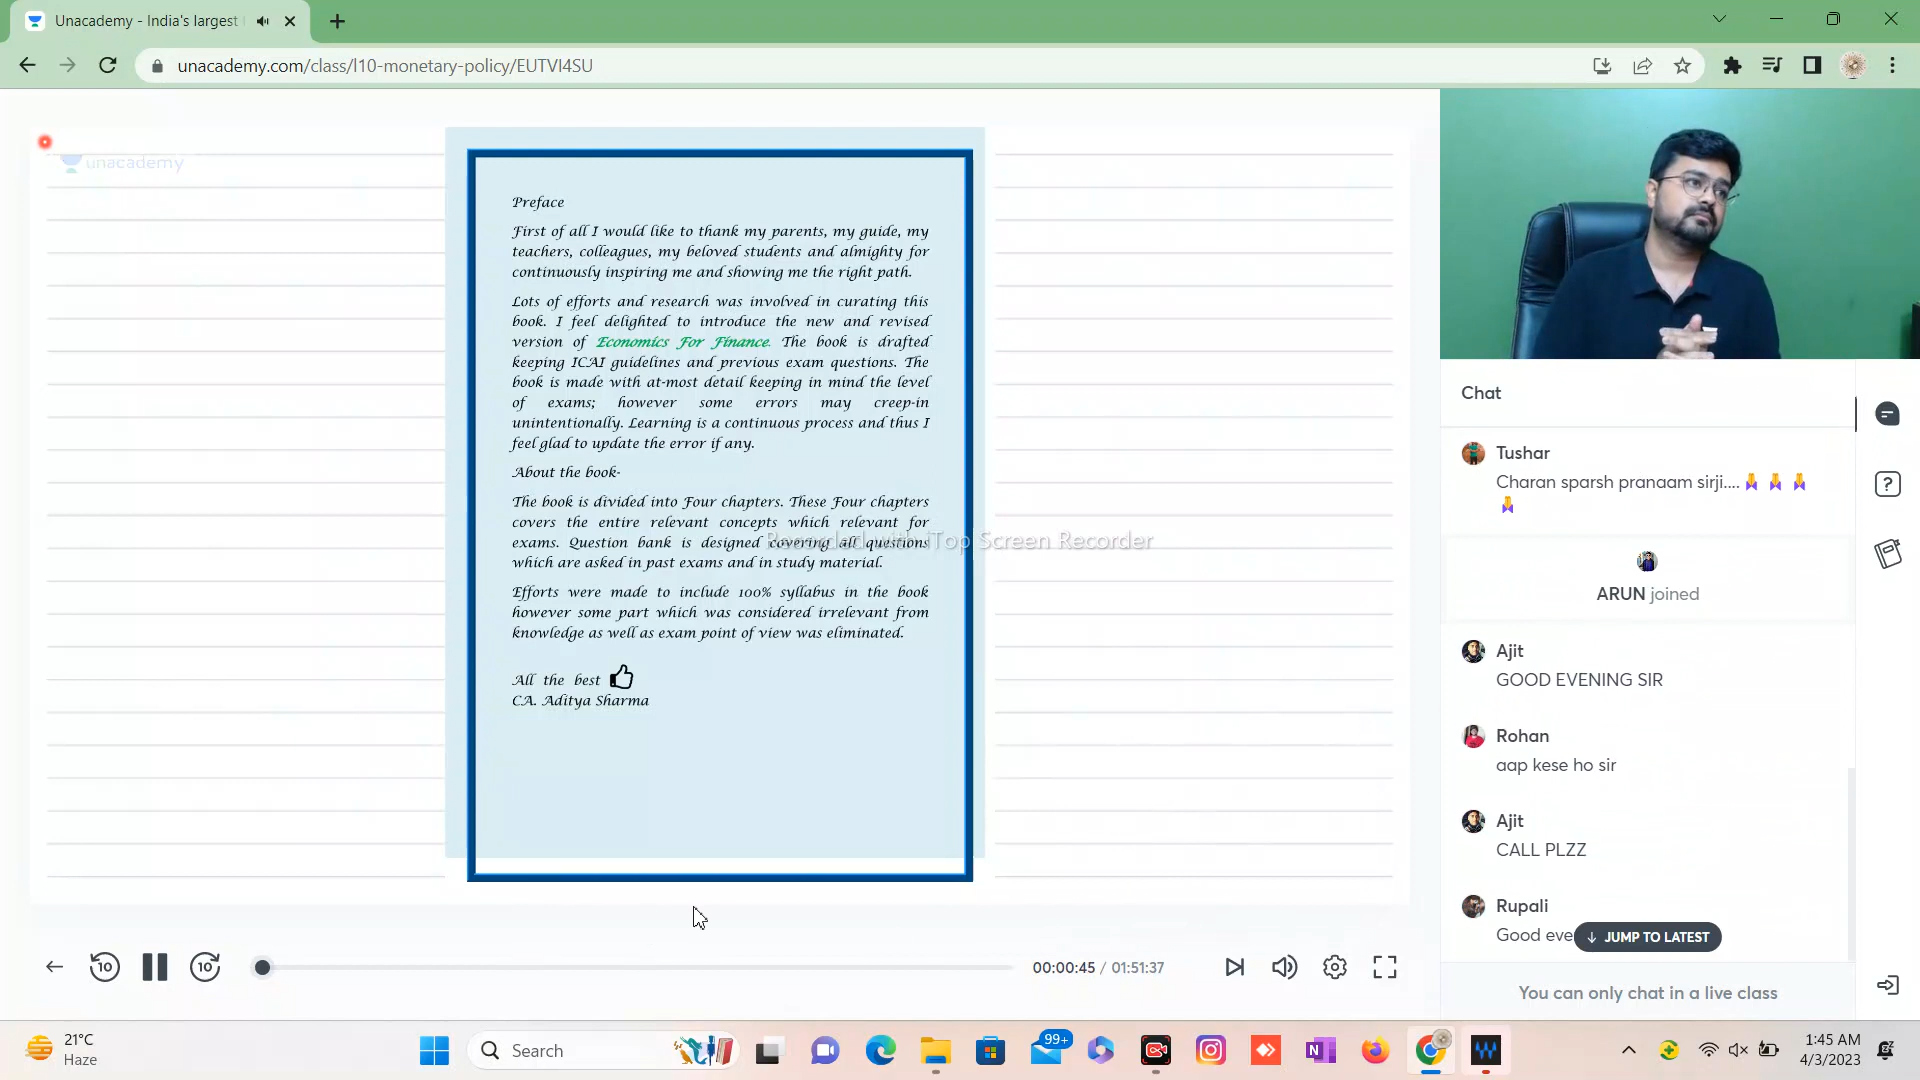 Unacademy - India's largest
unacademy.com/class/l10-monetary-policy/EUTVI4SU
unacademy
Preface
First of all I would like to thank my parents, my guide, my
teachers, colleagues, my beloved students and almighty for
continuously inspiring me and showing me the right path.
Lots of efforts and research was involved in curating this
book. I feel delighted to introduce the new and revised
version of Economics For Finance. The book is drafted
keeping ICAI guidelines and previous exam questions. The
book is made with at-most detail keeping in mind the level
of exams; however some errors may creep-in
unintentionally. Learning is a continuous process and thus I
feel glad to update the error if any.
About the book-
The book is divided into Four chapters. These Four chapters
covers the entire relevant concepts which relevant for
exams. Question bank is designed covering all questions
which are asked in past exams and in study material.
Efforts were made to include 100% syllabus in the book
however some part which was considered irrelevant from
knowledge as well as exam point of view was eliminated.
All the best
CA. Aditya Sharma
Recorded with iTop Screen Recorder
Chat
Tushar
Charan sparsh pranaam sirji....
ARUN joined
Ajit
GOOD EVENING SIR
Rohan
aap kese ho sir
Ajit
CALL PLZZ
Rupali
Good eve
JUMP TO LATEST
You can only chat in a live class
10
10
00:00:45 / 01:51:37
21°C
Haze
Search
99+
1:45 AM
4/3/2023